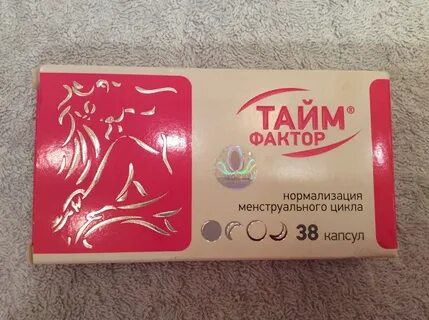 ТАЙМ®
ФАКТОР
нормализация
менструального цикла
38 капсул